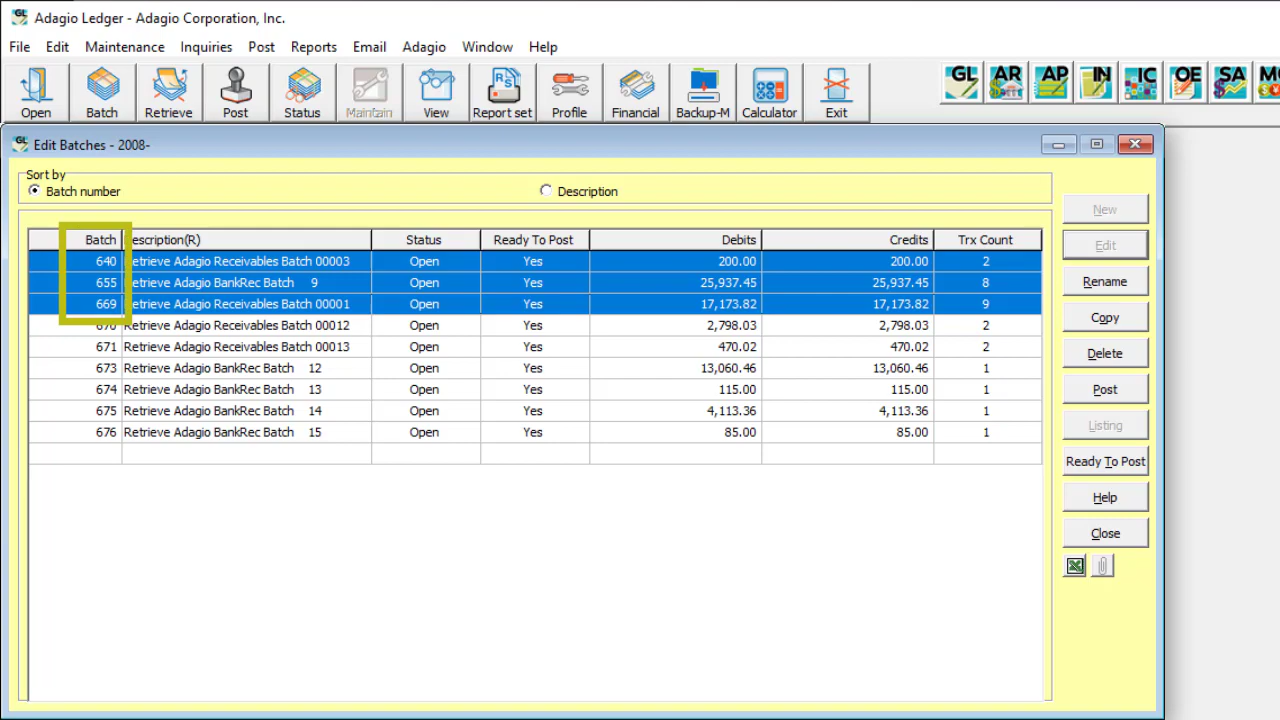 Adagio Ledger - Adagio Corporation, Inc.
File Edit Maintenance Inquiries Post Reports Email Adagio Window Help
GL AR AP IN IC OE SA
RS
Open Batch Retrieve Post Status Maintain View Report set Profile Financial Backup-M Calculator Exit
Edit Batches - 2008-
Sort by
Batch number Description
New
Batch escription(R) Status Ready To Post Debits Credits Trx Count
Edit
640 etrieve Adagio Receivables Batch 00003 Open Yes 200.00 200.00 2
655 etrieve Adagio BankRec Batch 9 Open Yes 25,937.45 25,937.45 8
Rename
669 etrieve Adagio Receivables Batch 00001 Open Yes 17,173.82 17,173.82 9
Copy
670 Retrieve Adagio Receivables Batch 00012 Open Yes 2,798.03 2,798.03 2
671 Retrieve Adagio Receivables Batch 00013 Open Yes 470.02 470.02 2
Delete
673 Retrieve Adagio BankRec Batch 12 Open Yes 13,060.46 13,060.46 1
674 Retrieve Adagio BankRec Batch 13 Open Yes 115.00 115.00 1
Post
675 Retrieve Adagio BankRec Batch 14 Open Yes 4,113.36 4,113.36 1
Listing
676 Retrieve Adagio BankRec Batch 15 Open Yes 85.00 85.00 1
Ready To Post
Help
Close